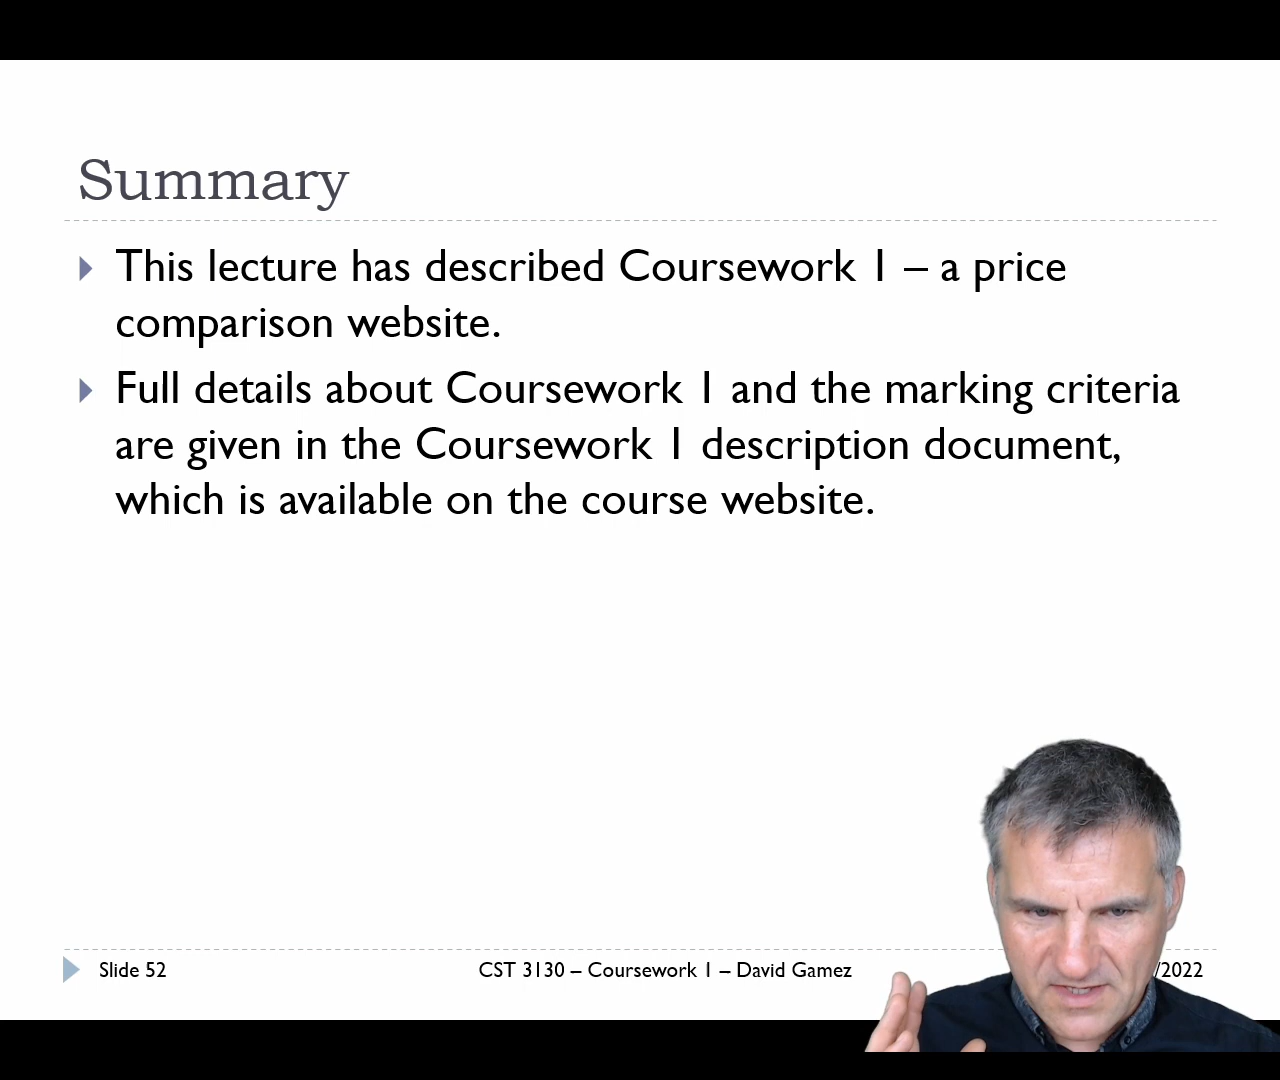 Summary
This lecture has described Coursework 1 – a price
comparison website.
Full details about Coursework 1 and the marking criteria
are given in the Coursework 1 description document,
which is available on the course website.
Slide 52
CST 3130 – Coursework 1 – David Gamez
/2022